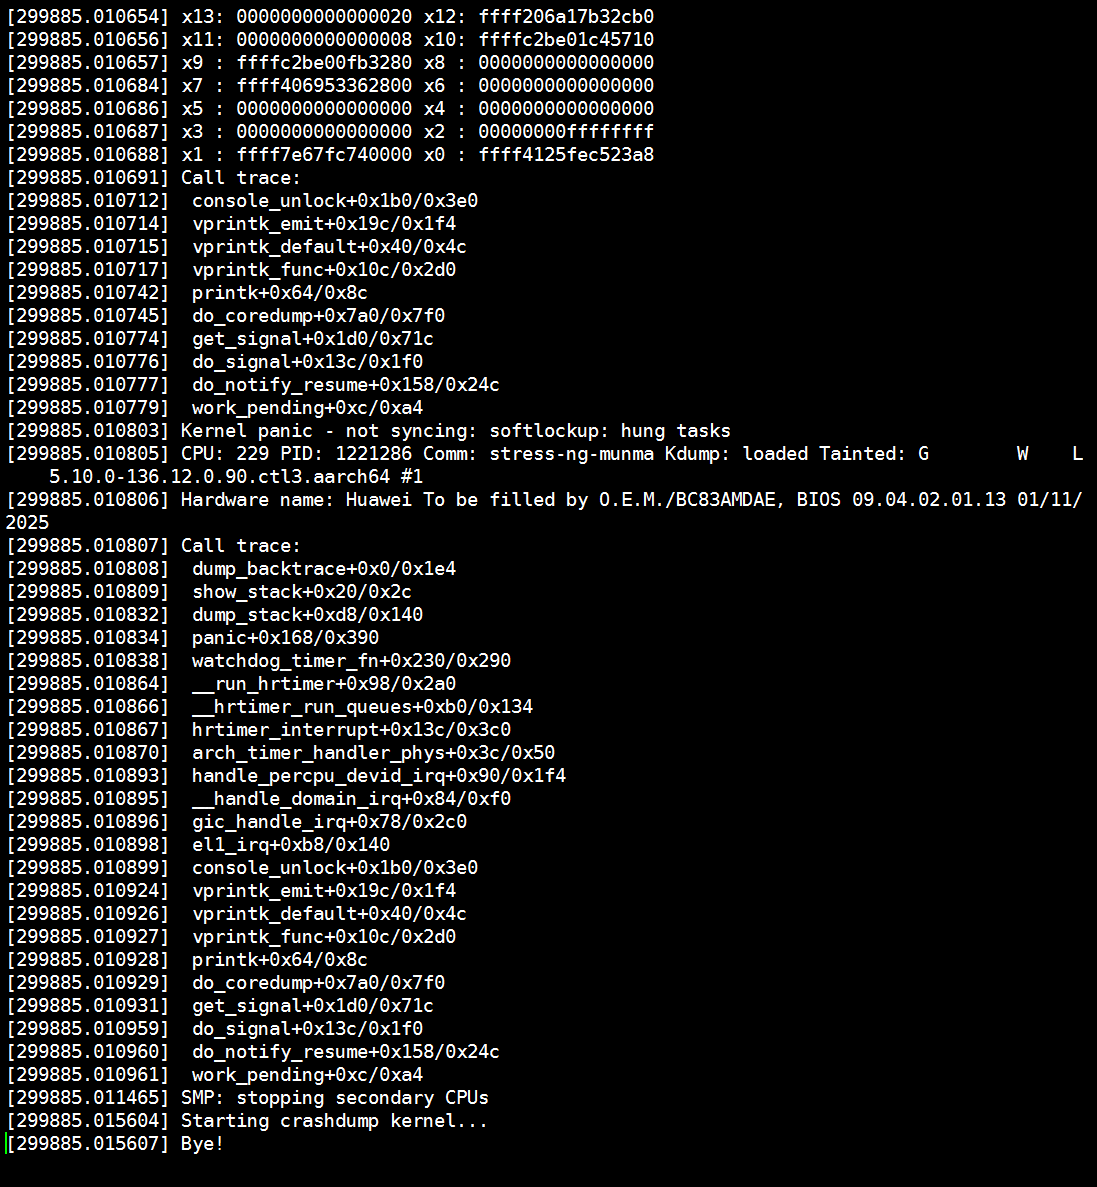 [299885.010654] x13: 0000000000000020 x12: ffff206a17b32cb0
[299885.010656] x11: 0000000000000008 x10: ffffc2be01c45710
[299885.010657] x9 : ffffc2be00fb3280 x8 : 0000000000000000
[299885.010684] x7 : ffff406953362800 x6 : 0000000000000000
[299885.010686] x5 : 0000000000000000 x4 : 0000000000000000
[299885.010687] x3 : 0000000000000000 x2 : 00000000ffffffff
[299885.010688] x1 : ffff7e67fc740000 x0 : ffff4125fec523a8
[299885.010691] Call trace:
[299885.010712]  console_unlock+0x1b0/0x3e0
[299885.010714]  vprintk_emit+0x19c/0x1f4
[299885.010715]  vprintk_default+0x40/0x4c
[299885.010717]  vprintk_func+0x10c/0x2d0
[299885.010742]  printk+0x64/0x8c
[299885.010745]  do_coredump+0x7a0/0x7f0
[299885.010774]  get_signal+0x1d0/0x71c
[299885.010776]  do_signal+0x13c/0x1f0
[299885.010777]  do_notify_resume+0x158/0x24c
[299885.010779]  work_pending+0xc/0xa4
[299885.010803] Kernel panic - not syncing: softlockup: hung tasks
[299885.010805] CPU: 229 PID: 1221286 Comm: stress-ng-munma Kdump: loaded Tainted: G        W    L
    5.10.0-136.12.0.90.ctl3.aarch64 #1
[299885.010806] Hardware name: Huawei To be filled by O.E.M./BC83AMDAE, BIOS 09.04.02.01.13 01/11/
2025
[299885.010807] Call trace:
[299885.010808]  dump_backtrace+0x0/0x1e4
[299885.010809]  show_stack+0x20/0x2c
[299885.010832]  dump_stack+0xd8/0x140
[299885.010834]  panic+0x168/0x390
[299885.010838]  watchdog_timer_fn+0x230/0x290
[299885.010864]  __run_hrtimer+0x98/0x2a0
[299885.010866]  __hrtimer_run_queues+0xb0/0x134
[299885.010867]  hrtimer_interrupt+0x13c/0x3c0
[299885.010870]  arch_timer_handler_phys+0x3c/0x50
[299885.010893]  handle_percpu_devid_irq+0x90/0x1f4
[299885.010895]  __handle_domain_irq+0x84/0xf0
[299885.010896]  gic_handle_irq+0x78/0x2c0
[299885.010898]  el1_irq+0xb8/0x140
[299885.010899]  console_unlock+0x1b0/0x3e0
[299885.010924]  vprintk_emit+0x19c/0x1f4
[299885.010926]  vprintk_default+0x40/0x4c
[299885.010927]  vprintk_func+0x10c/0x2d0
[299885.010928]  printk+0x64/0x8c
[299885.010929]  do_coredump+0x7a0/0x7f0
[299885.010931]  get_signal+0x1d0/0x71c
[299885.010959]  do_signal+0x13c/0x1f0
[299885.010960]  do_notify_resume+0x158/0x24c
[299885.010961]  work_pending+0xc/0xa4
[299885.011465] SMP: stopping secondary CPUs
[299885.015604] Starting crashdump kernel...
[299885.015607] Bye!